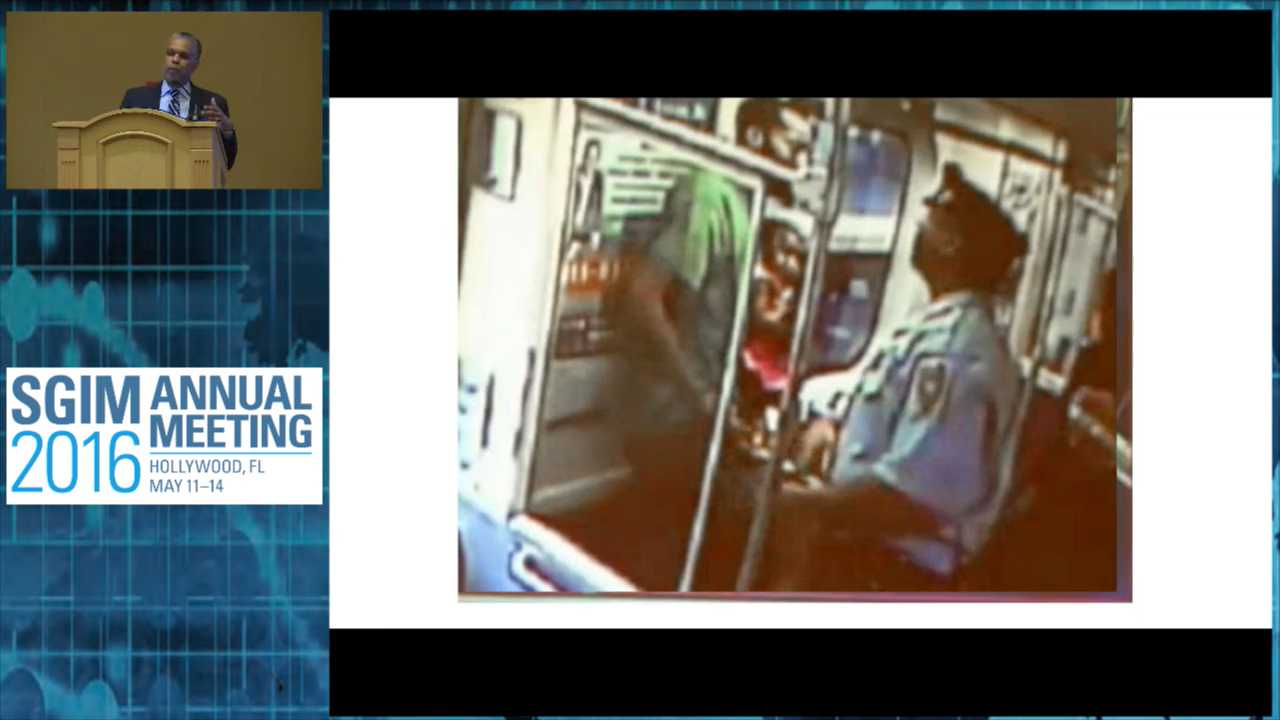 SGIM
2016
ANNUAL
MEETING
HOLLYWOOD, FL
MAY 11–14